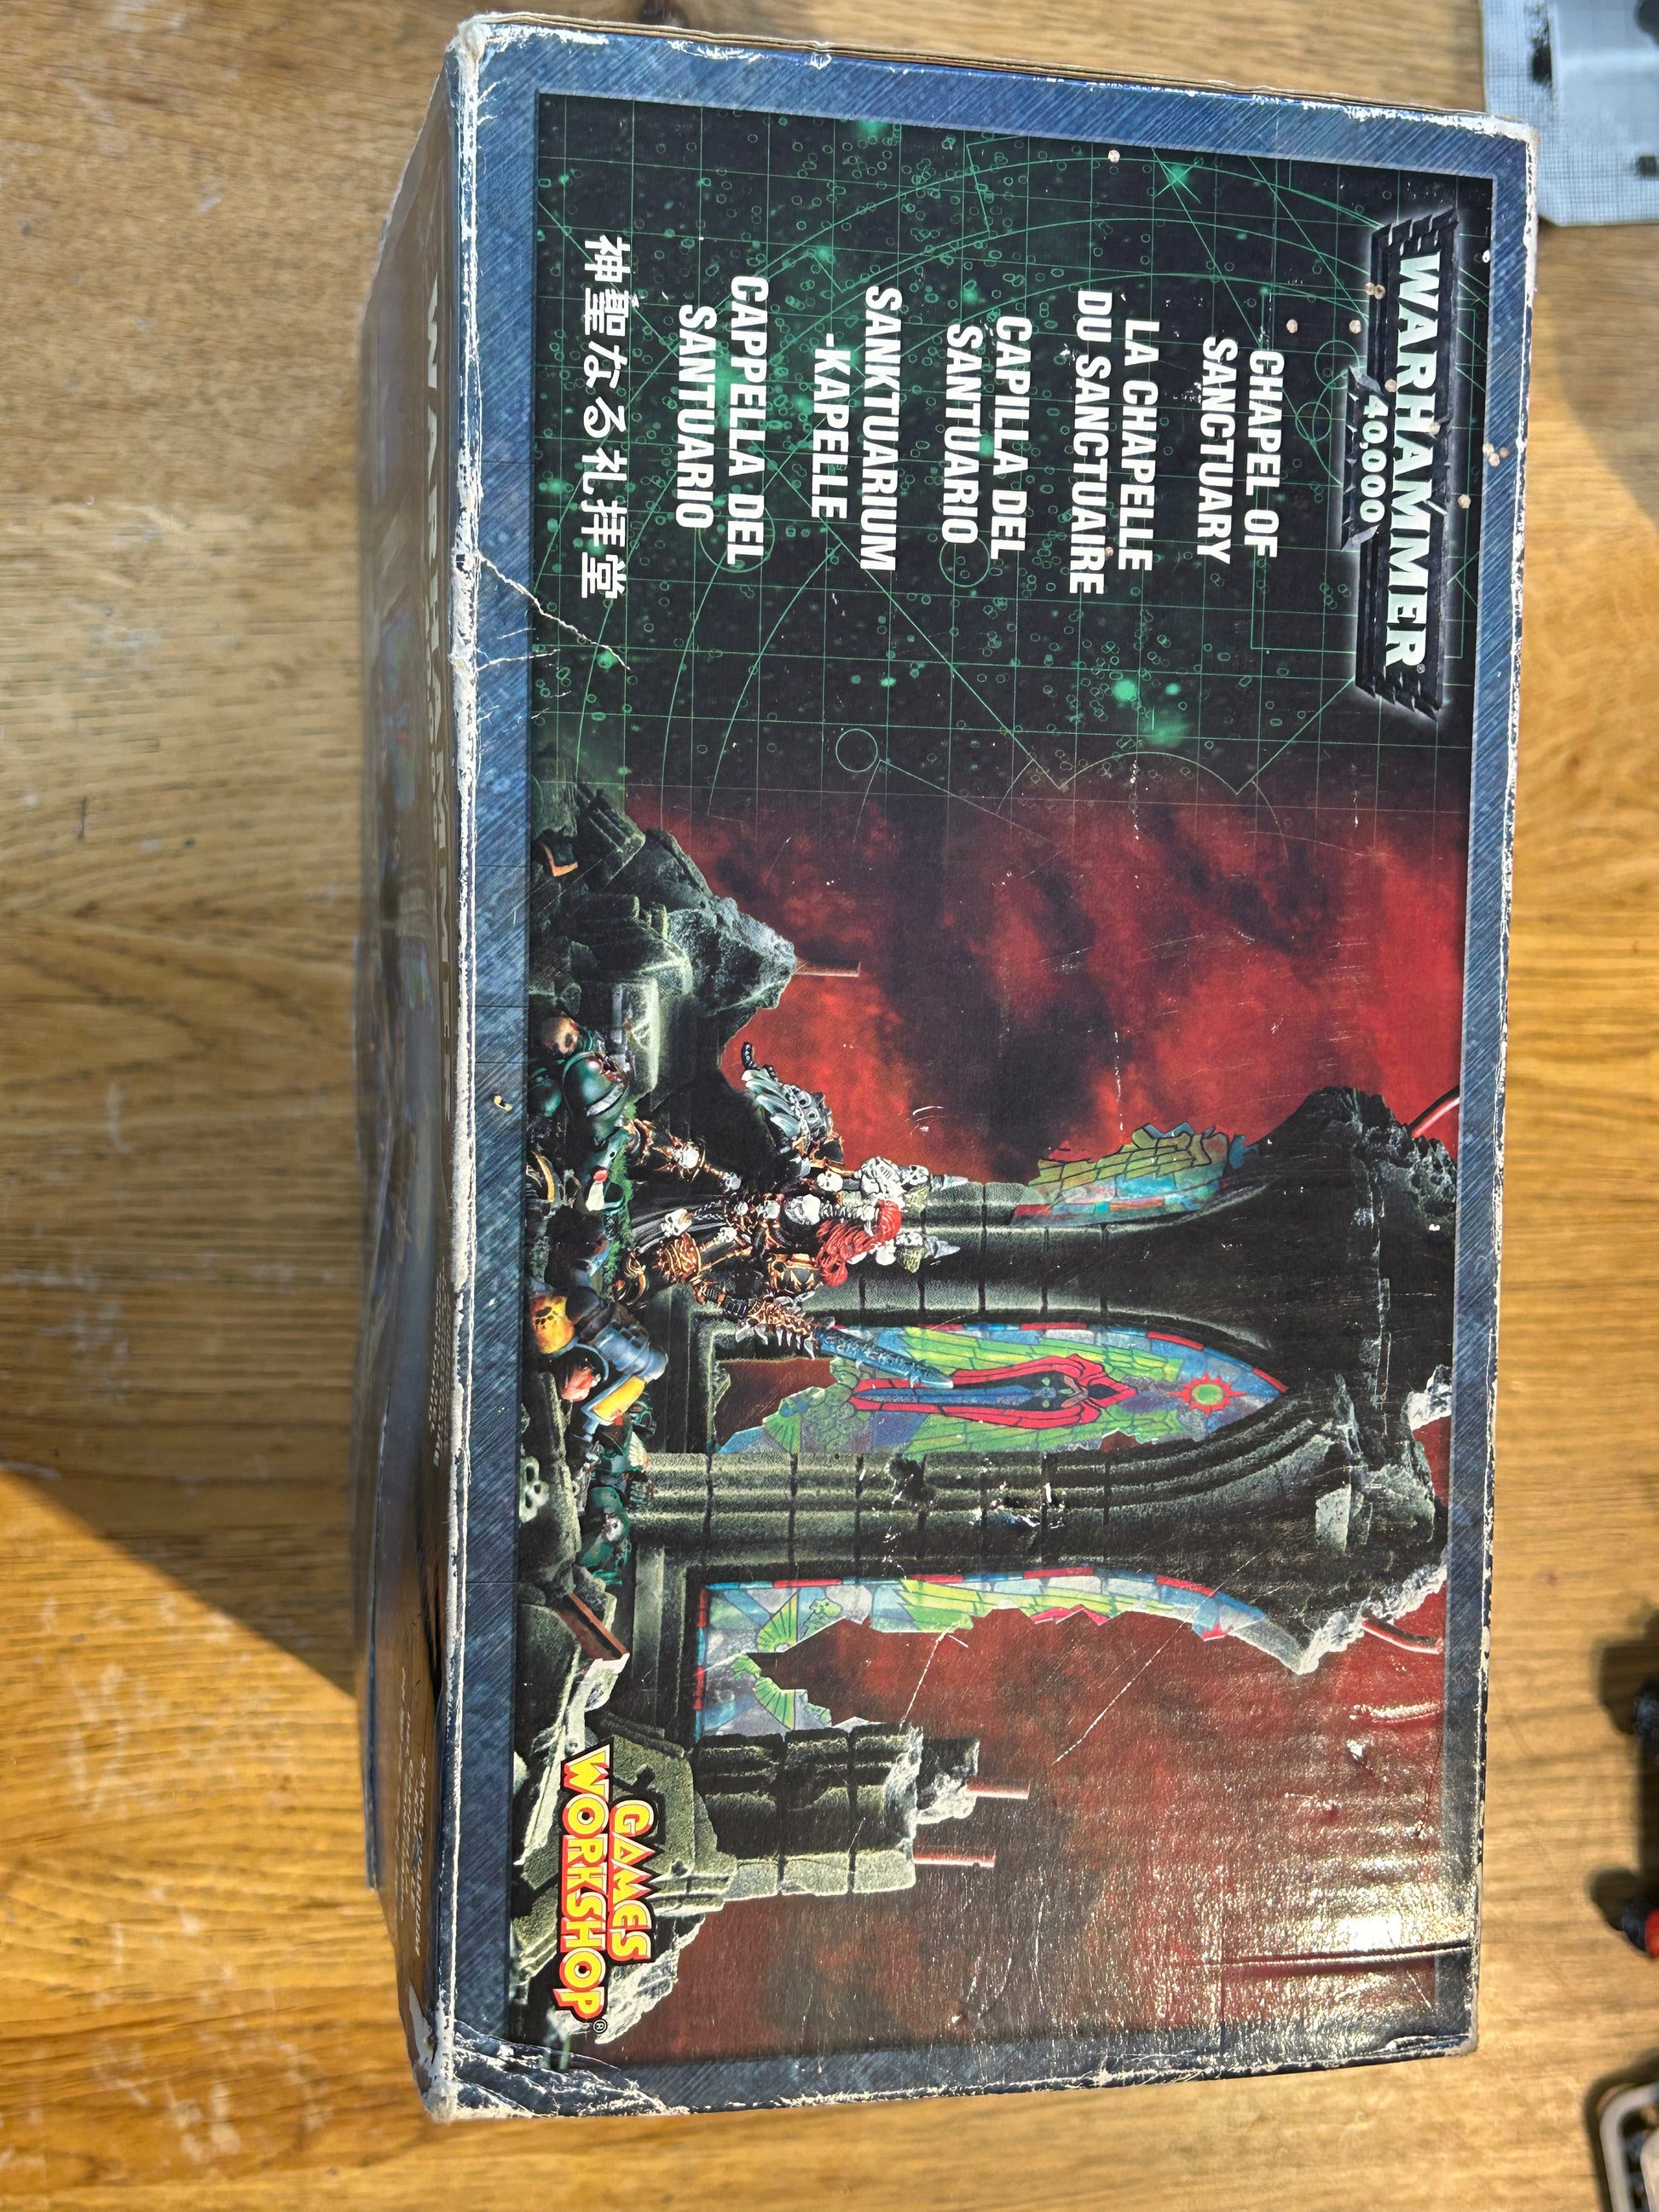 WARHAMMER
40,000
CHAPEL OF
SANCTUARY
LA CHAPELLE
DU SANCTUAIRE
CAPILLA DEL
SANTUARIO
SANKTUARIUM
-KAPELLE
CAPPELLA DEL
SANTUARIO
神聖なる礼拝堂
GAMES
WORKSHOP®
WARHAMMER